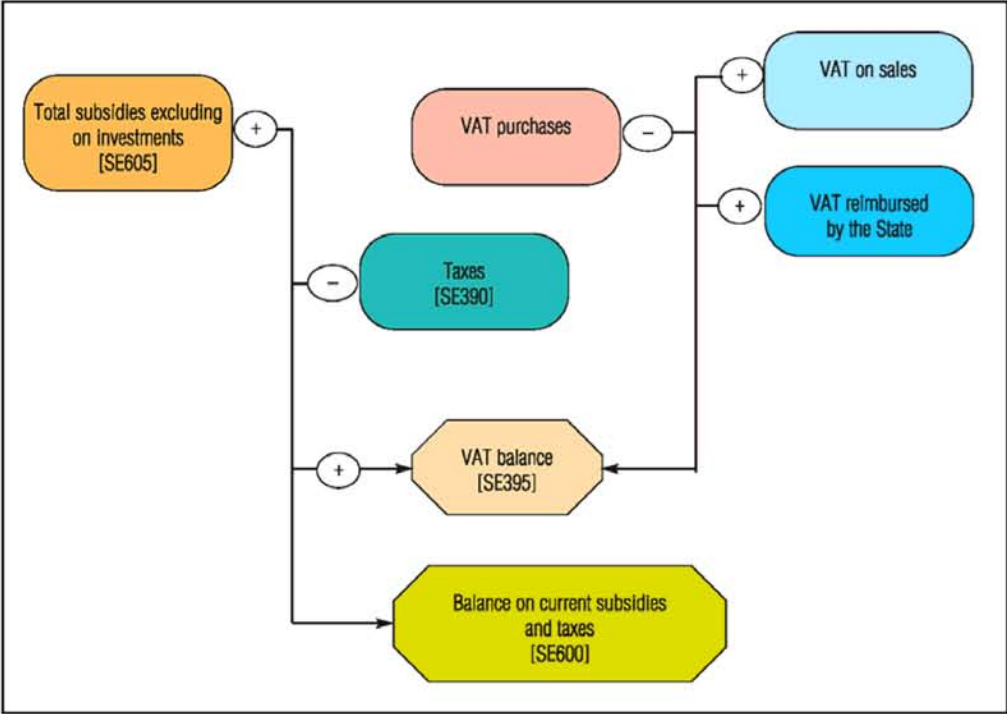 Total subsidies excluding
on investments
[SE605]
+
VAT purchases
−
+
VAT on sales
+
VAT reimbursed
by the State
−
Taxes
[SE390]
+
VAT balance
[SE395]
Balance on current subsidies
and taxes
[SE600]